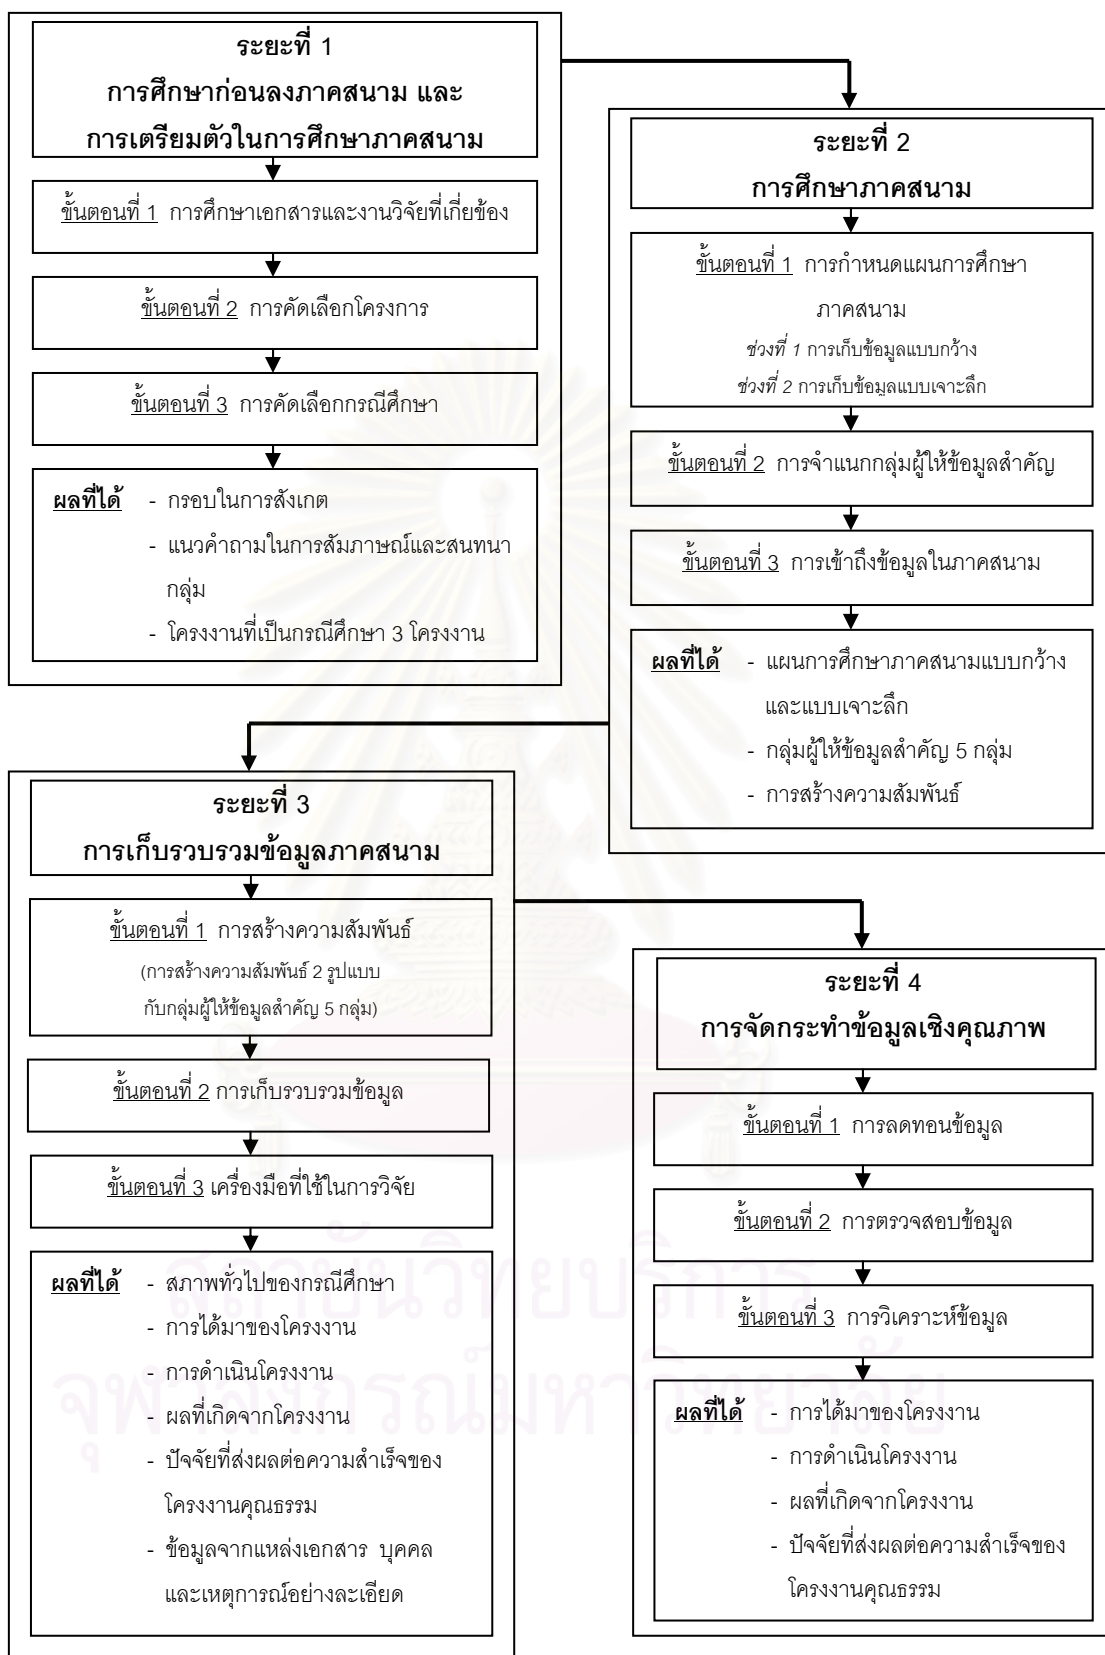 ระยะที่ 1
การศึกษาก่อนลงภาคสนาม และ
การเตรียมตัวในการศึกษาภาคสนาม
ขั้นตอนที่ 1 การศึกษาเอกสารและงานวิจัยที่เกี่ยข้อง
ขั้นตอนที่ 2 การคัดเลือกโครงการ
ขั้นตอนที่ 3 การคัดเลือกกรณีศึกษา
ผลที่ได้ - กรอบในการสังเกต
- แนวคำถามในการสัมภาษณ์และสนทนา
กลุ่ม
- โครงงานที่เป็นกรณีศึกษา 3 โครงงาน
ระยะที่ 2
การศึกษาภาคสนาม
ขั้นตอนที่ 1 การกำหนดแผนการศึกษา
ภาคสนาม
ช่วงที่ 1 การเก็บข้อมูลแบบกว้าง
ช่วงที่ 2 การเก็บข้อมูลแบบเจาะลึก
ขั้นตอนที่ 2 การจำแนกกลุ่มผู้ให้ข้อมูลสำคัญ
ขั้นตอนที่ 3 การเข้าถึงข้อมูลในภาคสนาม
ผลที่ได้ - แผนการศึกษาภาคสนามแบบกว้าง
และแบบเจาะลึก
- กลุ่มผู้ให้ข้อมูลสำคัญ 5 กลุ่ม
- การสร้างความสัมพันธ์
ระยะที่ 3
การเก็บรวบรวมข้อมูลภาคสนาม
ขั้นตอนที่ 1 การสร้างความสัมพันธ์
(การสร้างความสัมพันธ์ 2 รูปแบบ
กับกลุ่มผู้ให้ข้อมูลสำคัญ 5 กลุ่ม)
ขั้นตอนที่ 2 การเก็บรวบรวมข้อมูล
ขั้นตอนที่ 3 เครื่องมือที่ใช้ในการวิจัย
ผลที่ได้ - สภาพทั่วไปของกรณีศึกษา
- การได้มาของโครงงาน
- การดำเนินโครงงาน
- ผลที่เกิดจากโครงงาน
- ปัจจัยที่ส่งผลต่อความสำเร็จของ
โครงงานคุณธรรม
- ข้อมูลจากแหล่งเอกสาร บุคคล
และเหตุการณ์อย่างละเอียด
ระยะที่ 4
การจัดกระทำข้อมูลเชิงคุณภาพ
ขั้นตอนที่ 1 การลดทอนข้อมูล
ขั้นตอนที่ 2 การตรวจสอบข้อมูล
ขั้นตอนที่ 3 การวิเคราะห์ข้อมูล
ผลที่ได้ - การได้มาของโครงงาน
- การดำเนินโครงงาน
- ผลที่เกิดจากโครงงาน
- ปัจจัยที่ส่งผลต่อความสำเร็จของ
โครงงานคุณธรรม
สถาบันวิทยบริการ
จุฬาลงกรณ์มหาวิทยาลัย